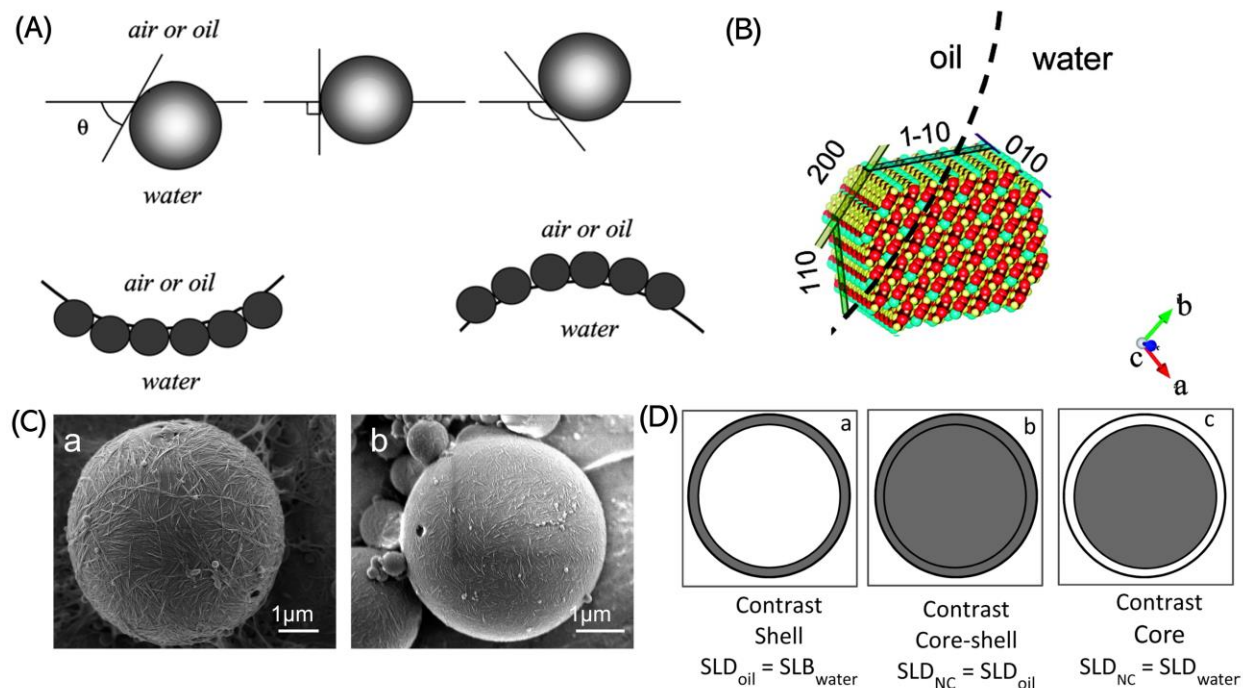 (A)
air or oil
θ
water
air or oil
water
air or oil
water
(B)
oil water
200
1-10
010
110
b
c
a
(C)
a
1μm
b
1μm
(D)
a
Contrast
Shell
SLD_oil = SLB_water
b
Contrast
Core-shell
SLD_NC = SLD_oil
c
Contrast
Core
SLD_NC = SLD_water